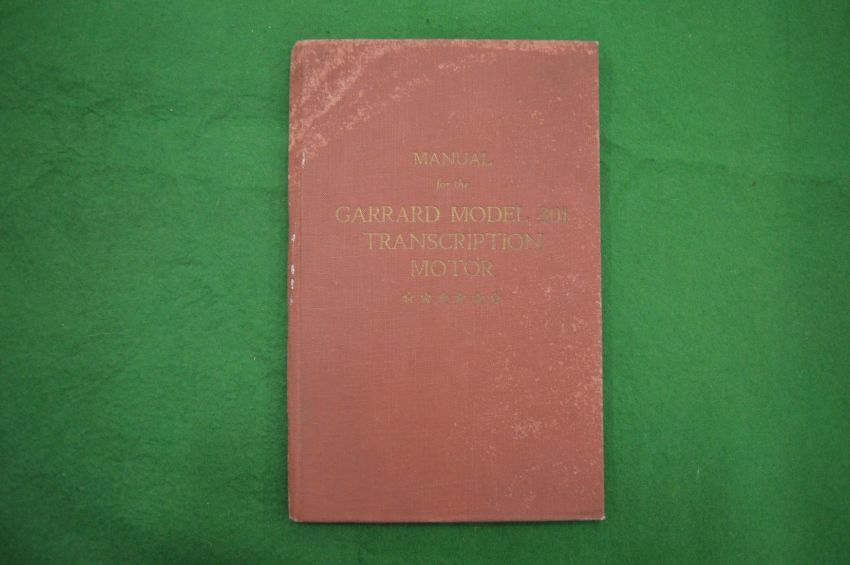 MANUAL
for the
GARRARD MODEL 301
TRANSCRIPTION
MOTOR